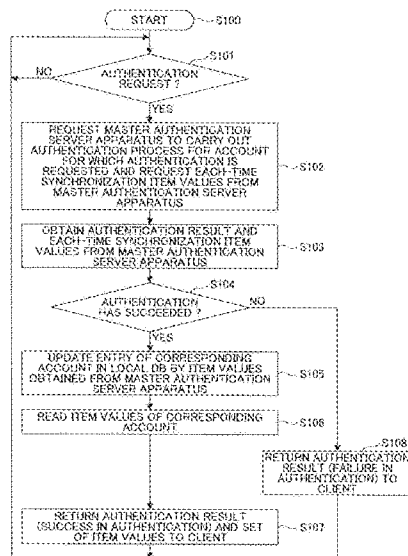 START
S100
S101
NO
AUTHENTICATION
REQUEST ?
YES
REQUEST MASTER AUTHENTICATION
SERVER APPARATUS TO CARRY OUT
AUTHENTICATION PROCESS FOR ACCOUNT
FOR WHICH AUTHENTICATION IS
REQUESTED AND REQUEST EACH-TIME
SYNCHRONIZATION ITEM VALUES FROM
MASTER AUTHENTICATION SERVER
APPARATUS
S102
OBTAIN AUTHENTICATION RESULT AND
EACH-TIME SYNCHRONIZATION ITEM
VALUES FROM MASTER AUTHENTICATION
SERVER APPARATUS
S103
S104
AUTHENTICATION
HAS SUCCEEDED ?
NO
YES
UPDATE ENTRY OF CORRESPONDING
ACCOUNT IN LOCAL DB BY ITEM VALUES
OBTAINED FROM MASTER AUTHENTICATION
SERVER APPARATUS
S105
READ ITEM VALUES OF CORRESPONDING
ACCOUNT
S106
S108
RETURN AUTHENTICATION
RESULT (FAILURE IN
AUTHENTICATION) TO
CLIENT
RETURN AUTHENTICATION RESULT
(SUCCESS IN AUTHENTICATION) AND SET
OF ITEM VALUES TO CLIENT
S107